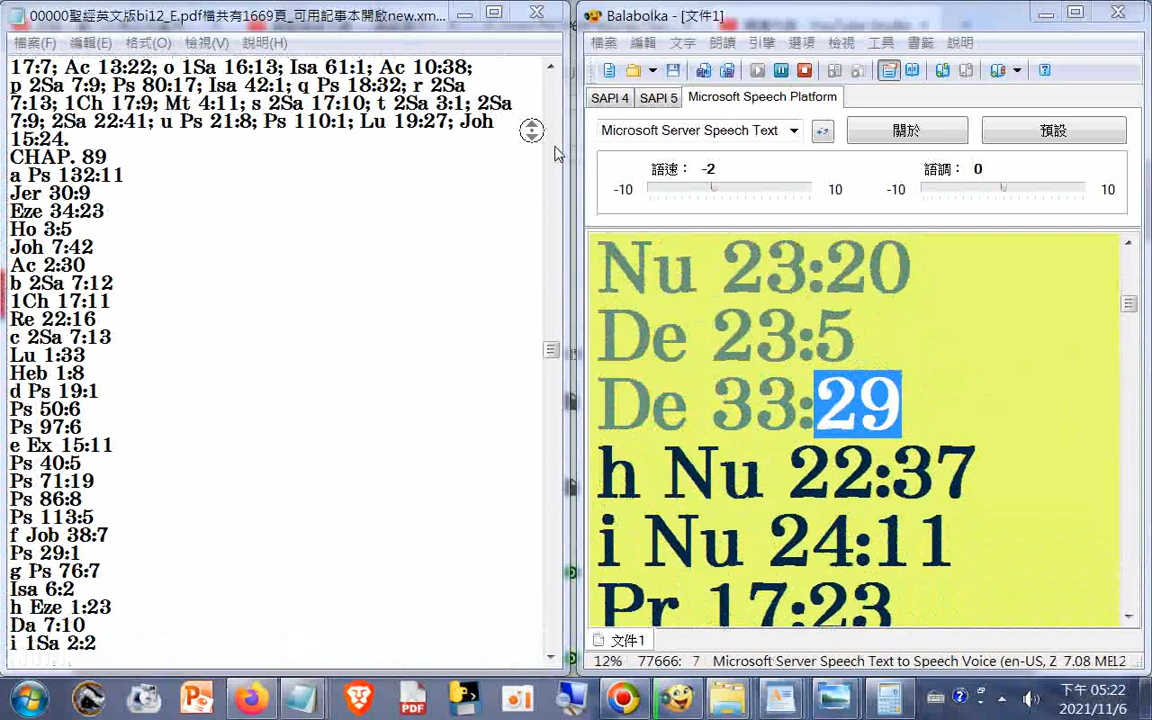 00000聖經英文版bi12_E.pdf檔共有1669頁_可用記事本開啟new.xm...
檔案(F) 編輯(E) 格式(O) 檢視(V) 說明(H)
17:7; Ac 13:22; o 1Sa 16:13; Isa 61:1; Ac 10:38;
p 2Sa 7:9; Ps 80:17; Isa 42:1; q Ps 18:32; r 2Sa
7:13; 1Ch 17:9; Mt 4:11; s 2Sa 17:10; t 2Sa 3:1; 2Sa
7:9; 2Sa 22:41; u Ps 21:8; Ps 110:1; Lu 19:27; Joh
15:24.
CHAP. 89
a Ps 132:11
Jer 30:9
Eze 34:23
Ho 3:5
Joh 7:42
Ac 2:30
b 2Sa 7:12
1Ch 17:11
Re 22:16
c 2Sa 7:13
Lu 1:33
Heb 1:8
d Ps 19:1
Ps 50:6
Ps 97:6
e Ex 15:11
Ps 40:5
Ps 71:19
Ps 86:8
Ps 113:5
f Job 38:7
Ps 29:1
g Ps 76:7
Isa 6:2
h Eze 1:23
Da 7:10
i 1Sa 2:2
Balabolka - [文件1]
檔案 編輯 文字 朗讀 引擎 選項 檢視 工具 書籤 說明
SAPI 4 SAPI 5 Microsoft Speech Platform
Microsoft Server Speech Text 關於 預設
語速： -2 語調： 0
-10 10 -10 10
Nu 23:20
De 23:5
De 33:29
h Nu 22:37
i Nu 24:11
Pr 17:23
文件1
12% 77666: 7 Microsoft Server Speech Text to Speech Voice (en-US, Z 7.08 ME12
PDF
下午 05:22
2021/11/6